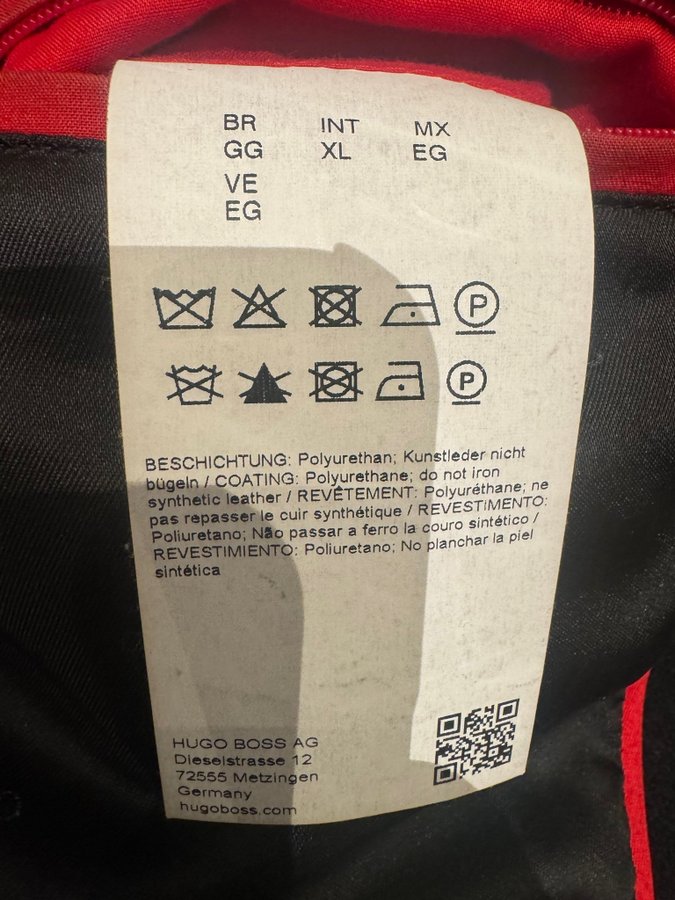 BR INT MX
GG XL EG
VE
EG
P
P
BESCHICHTUNG: Polyurethan; Kunstleder nicht
bügeln / COATING: Polyurethane; do not iron
synthetic leather / REVÊTEMENT: Polyuréthane; ne
pas repasser le cuir synthétique / REVESTIMENTO:
Poliuretano; Não passar a ferro la couro sintético /
REVESTIMIENTO: Poliuretano; No planchar la piel
sintética
HUGO BOSS AG
Dieselstrasse 12
72555 Metzingen
Germany
hugoboss.com